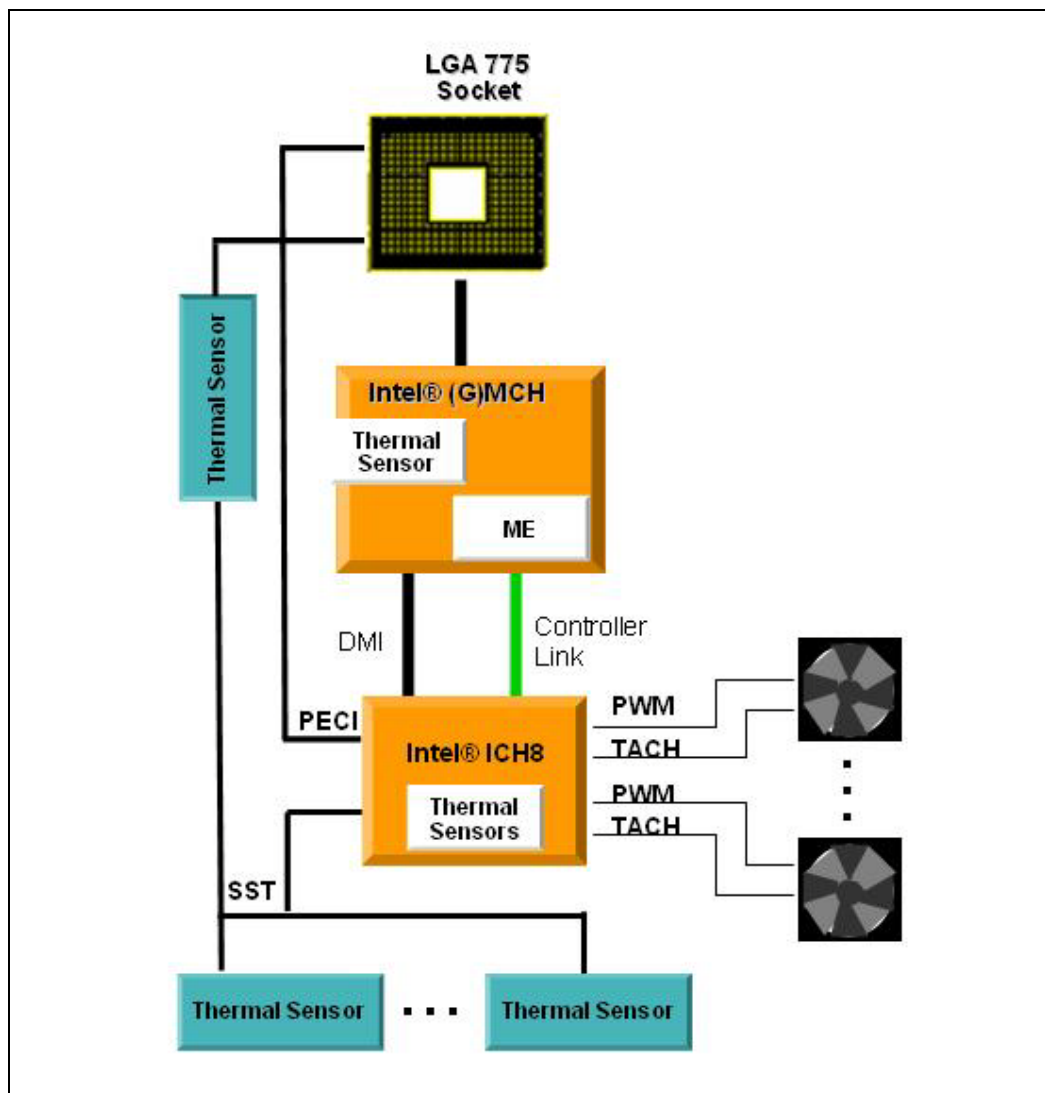 LGA 775
Socket
Thermal Sensor
Intel® (G)MCH
Thermal
Sensor
ME
DMI
Controller
Link
PECI
PWM
Intel® ICH8
TACH
Thermal
Sensors
PWM
TACH
SST
Thermal Sensor
Thermal Sensor